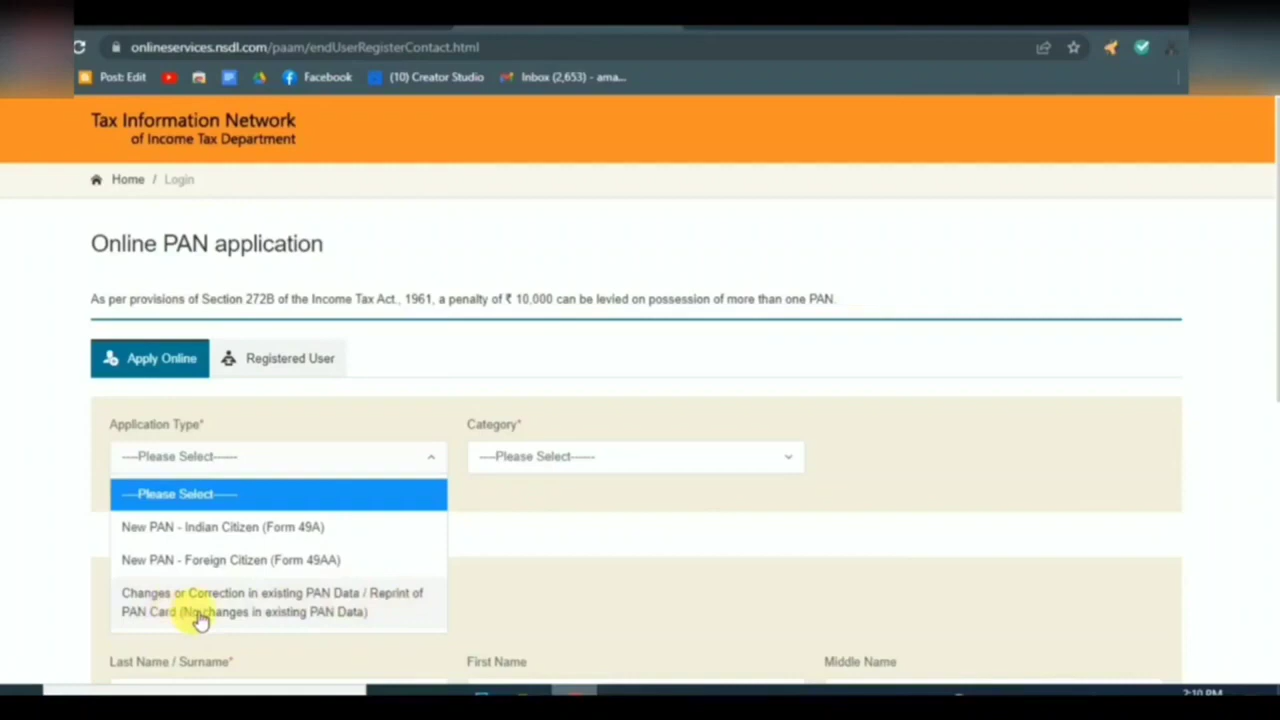 onlineservices.nsdl.com/paam/endUserRegisterContact.html
Post: Edit Facebook (10) Creator Studio Inbox (2,653) - ama...
Tax Information Network
of Income Tax Department
Home / Login
Online PAN application
As per provisions of Section 272B of the Income Tax Act., 1961, a penalty of ₹ 10,000 can be levied on possession of more than one PAN.
Apply Online Registered User
Application Type* Category*
----Please Select------ ----Please Select------
----Please Select------
New PAN - Indian Citizen (Form 49A)
New PAN - Foreign Citizen (Form 49AA)
Changes or Correction in existing PAN Data / Reprint of
PAN Card (No changes in existing PAN Data)
Last Name / Surname* First Name Middle Name
2:10 PM